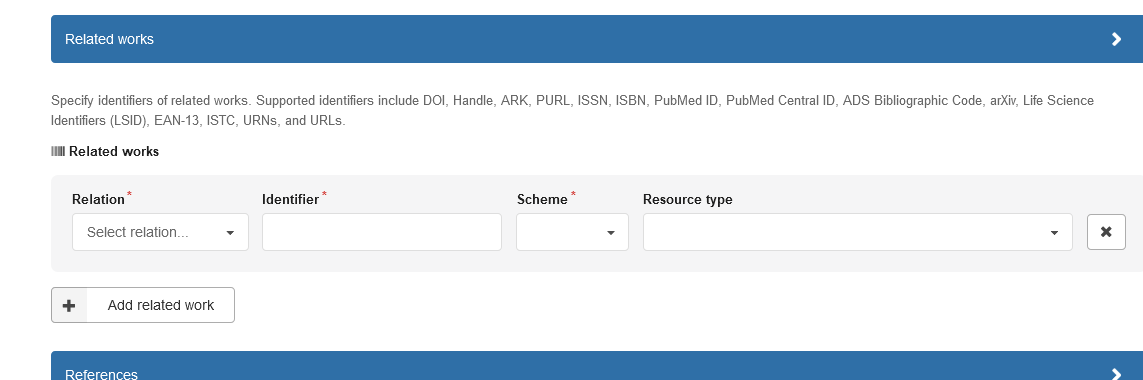 Related works
Specify identifiers of related works. Supported identifiers include DOI, Handle, ARK, PURL, ISSN, ISBN, PubMed ID, PubMed Central ID, ADS Bibliographic Code, arXiv, Life Science
Identifiers (LSID), EAN-13, ISTC, URNs, and URLs.
Related works
Relation* Identifier* Scheme* Resource type
Select relation...
Add related work
References